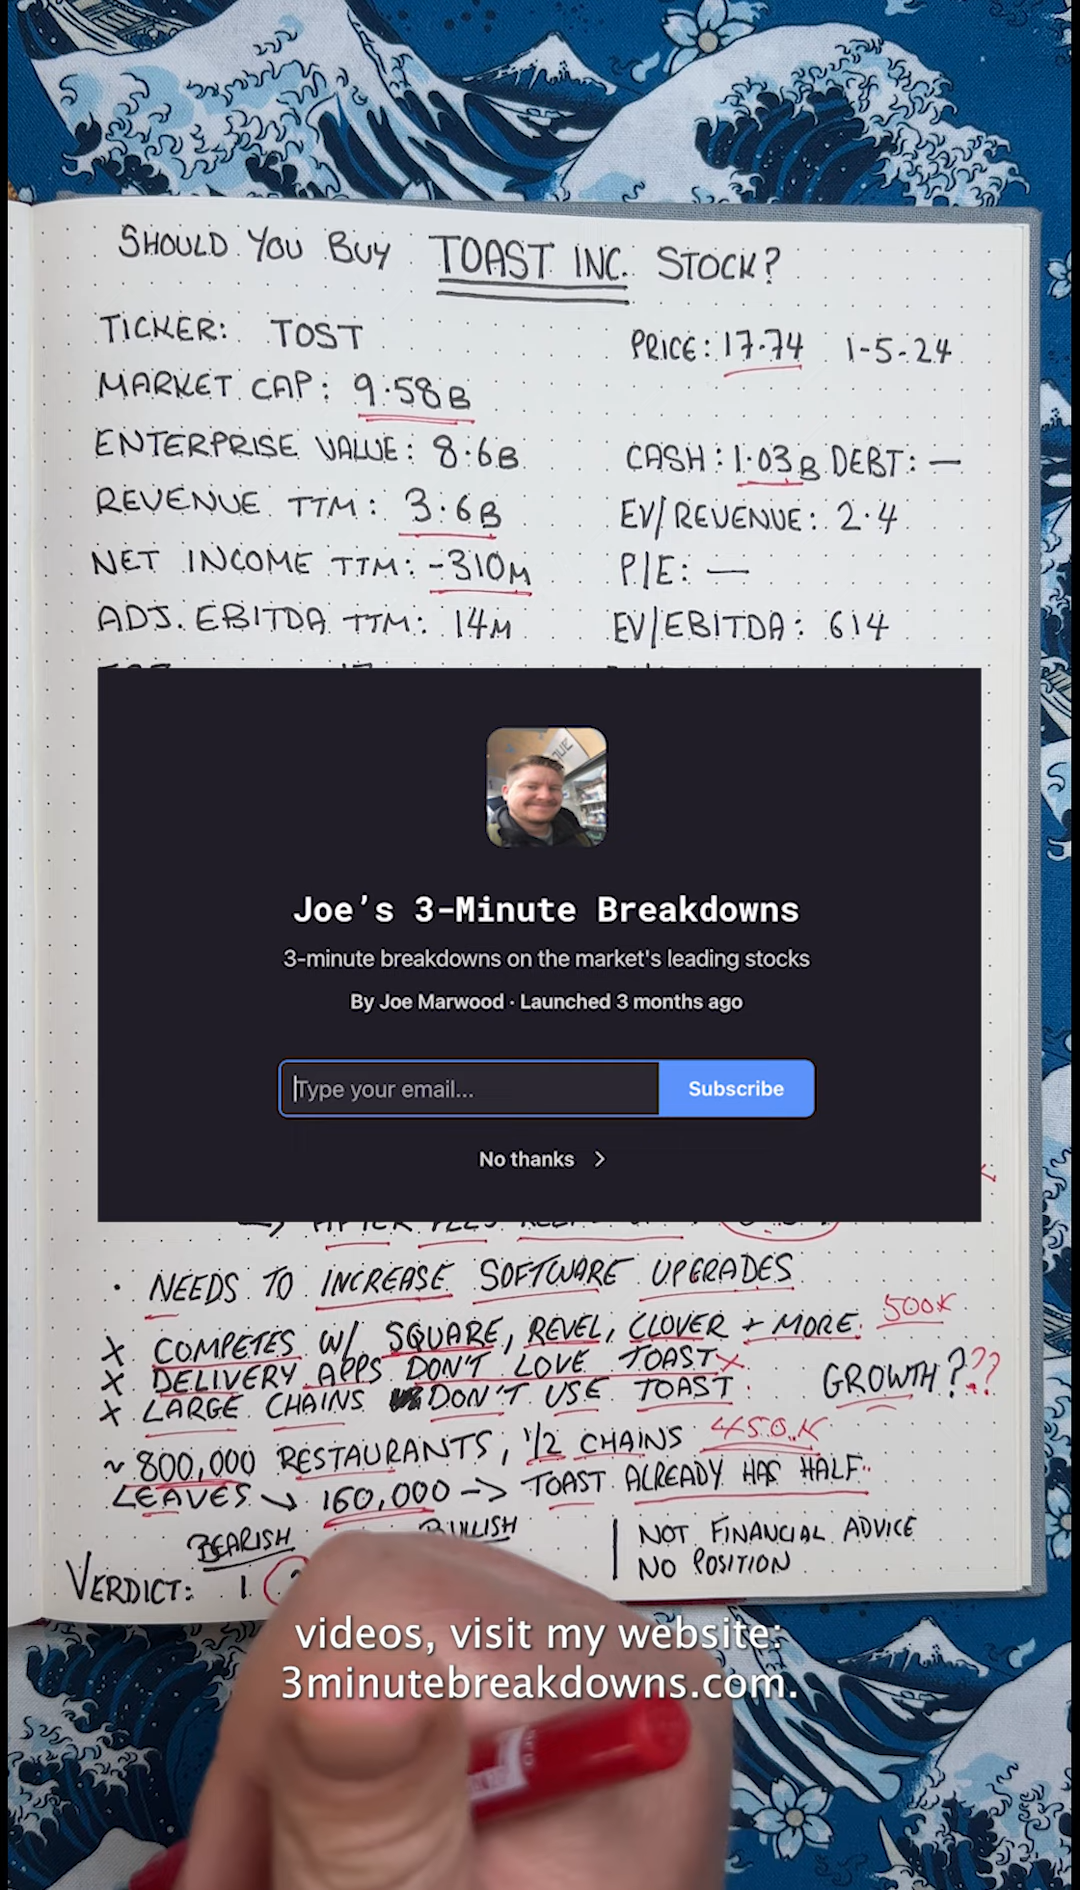 SHOULD YOU BUY TOAST INC. STOCK?
TICKER: TOST PRICE: 17.74 1-5-24
MARKET CAP: 9.58B
ENTERPRISE VALUE: 8.6B CASH: 1.03B DEBT: —
REVENUE TTM: 3.6B EV/REVENUE: 2.4
NET INCOME TTM: -310M P/E: —
ADJ. EBITDA TTM: 14M EV/EBITDA: 614
Joe's 3-Minute Breakdowns
3-minute breakdowns on the market's leading stocks
By Joe Marwood · Launched 3 months ago
Type your email...
Subscribe
No thanks >
AFTER FEES
· NEEDS TO INCREASE SOFTWARE UPGRADES
X COMPETES W/ SQUARE, REVEL, CLOVER + MORE. 500K
X DELIVERY APPS DON'T LOVE TOAST X
X LARGE CHAINS DON'T USE TOAST GROWTH???
~800,000 RESTAURANTS, 1/2 CHAINS 450K
LEAVES → 160,000 -> TOAST ALREADY HAS HALF..
BEARISH BULLISH NOT FINANCIAL ADVICE
VERDICT: 1 NO POSITION
videos, visit my website:
3minutebreakdowns.com.